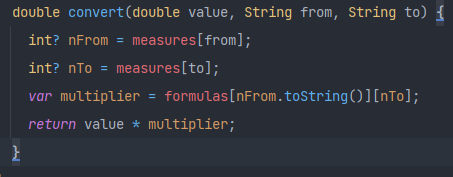 double convert(double value, String from, String to) {
int? nFrom = measures[from];
int? nTo = measures[to];
var multiplier = formulas[nFrom.toString()][nTo];
return value * multiplier;
}